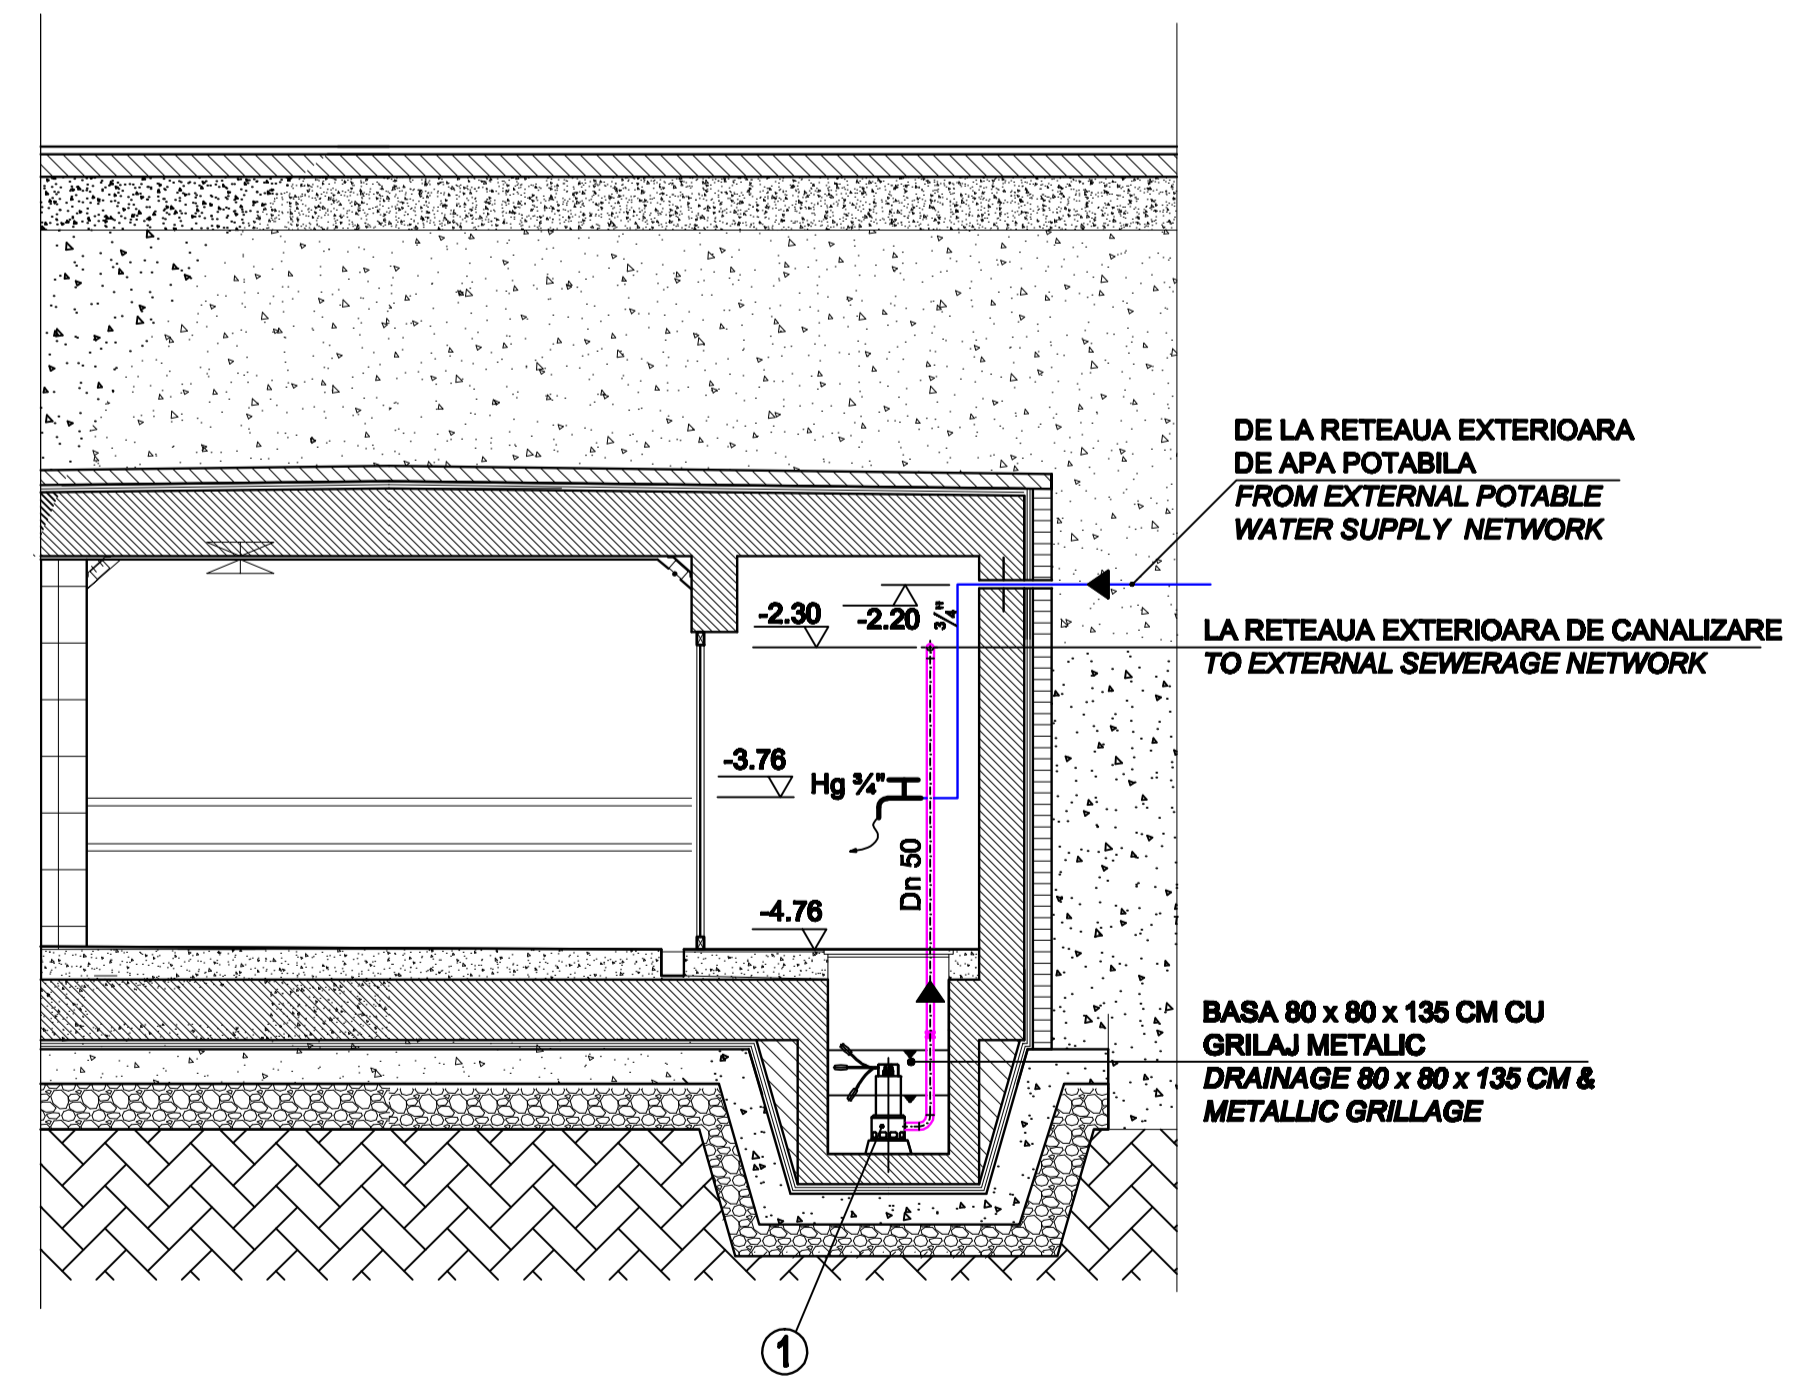 DE LA RETEAUA EXTERIOARA
DE APA POTABILA
FROM EXTERNAL POTABLE
WATER SUPPLY NETWORK
-2.30
-2.20
¾"
LA RETEAUA EXTERIOARA DE CANALIZARE
TO EXTERNAL SEWERAGE NETWORK
-3.76
Hg ¾"
Dn 50
-4.76
BASA 80 x 80 x 135 CM CU
GRILAJ METALIC
DRAINAGE 80 x 80 x 135 CM &
METALLIC GRILLAGE
1